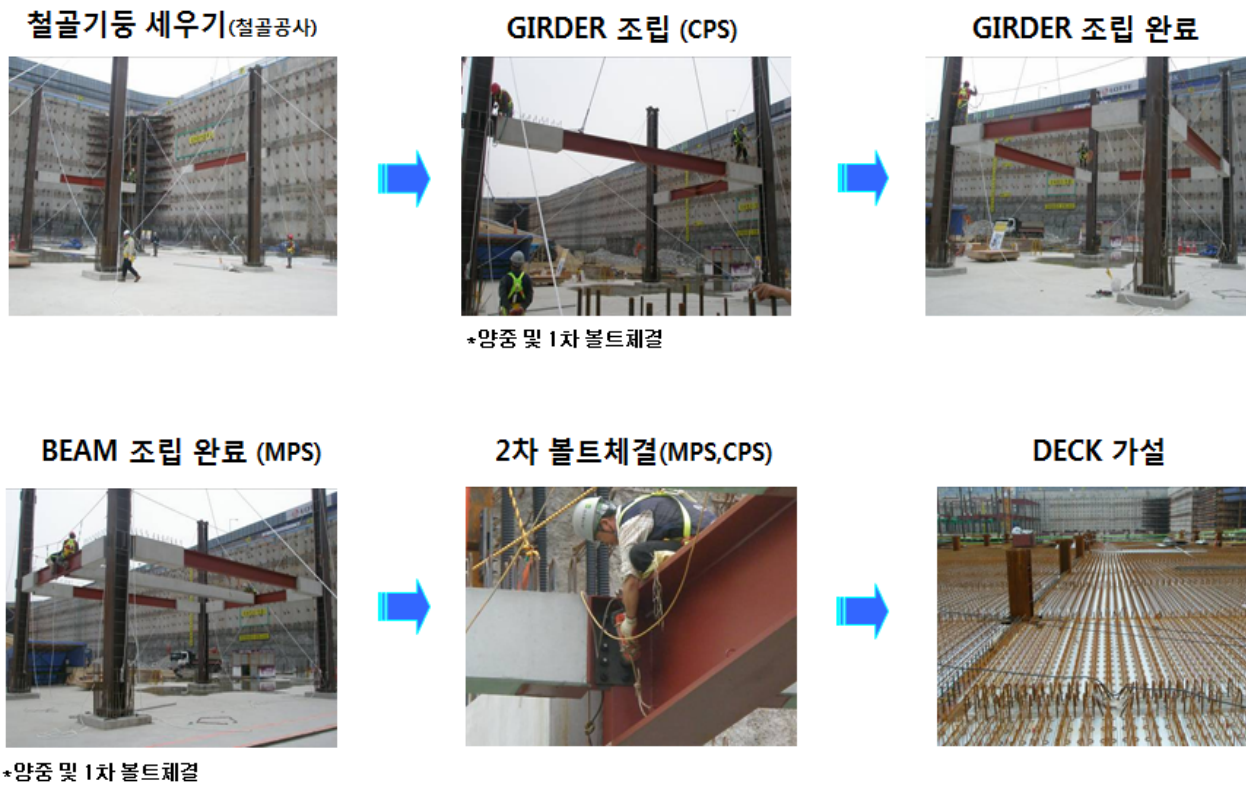 철골기둥 세우기(철골공사)
GIRDER 조립 (CPS)
GIRDER 조립 완료
*양중 및 1차 볼트체결
BEAM 조립 완료 (MPS)
2차 볼트체결(MPS,CPS)
DECK 가설
*양중 및 1차 볼트체결